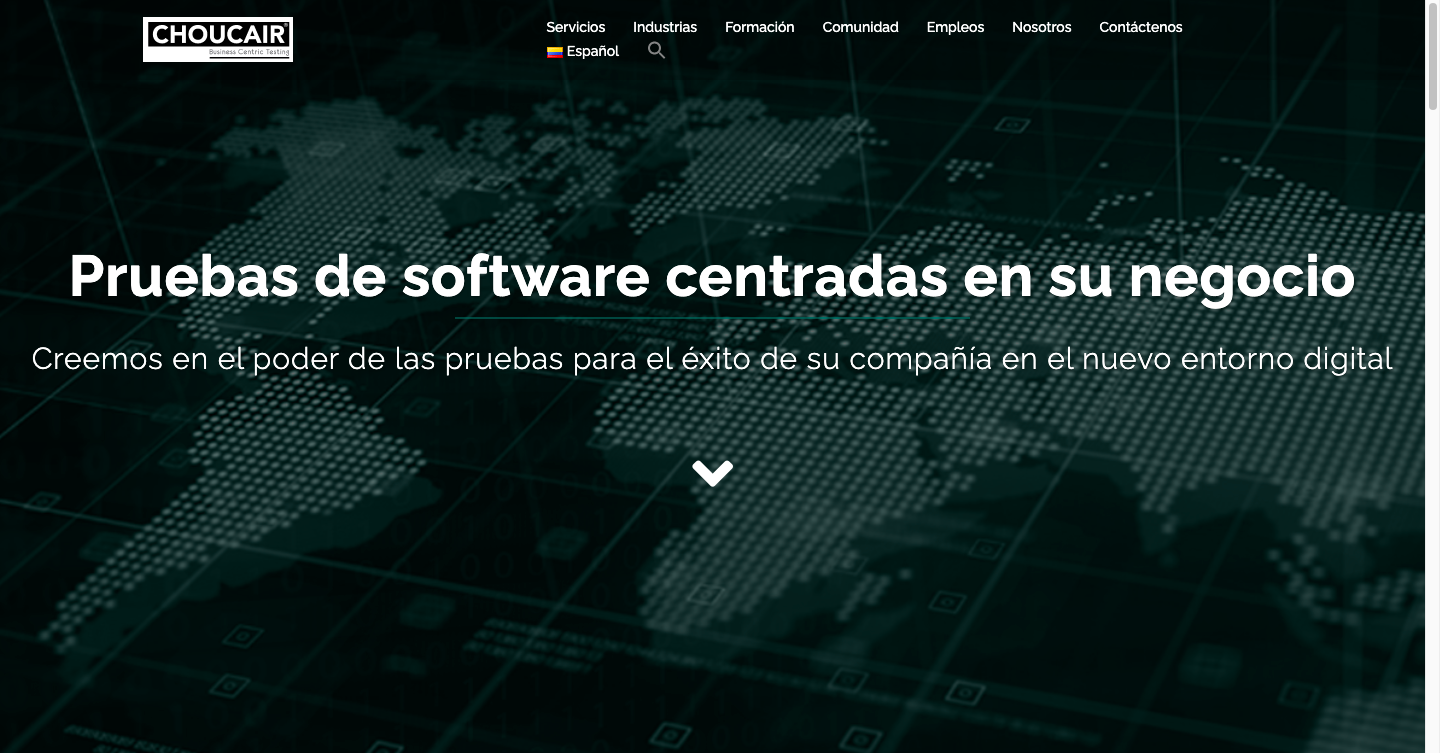 CHOUCAIR
Business Centric Testing
Servicios Industrias Formación Comunidad Empleos Nosotros Contáctenos
Español
Pruebas de software centradas en su negocio
Creemos en el poder de las pruebas para el éxito de su compañía en el nuevo entorno digital